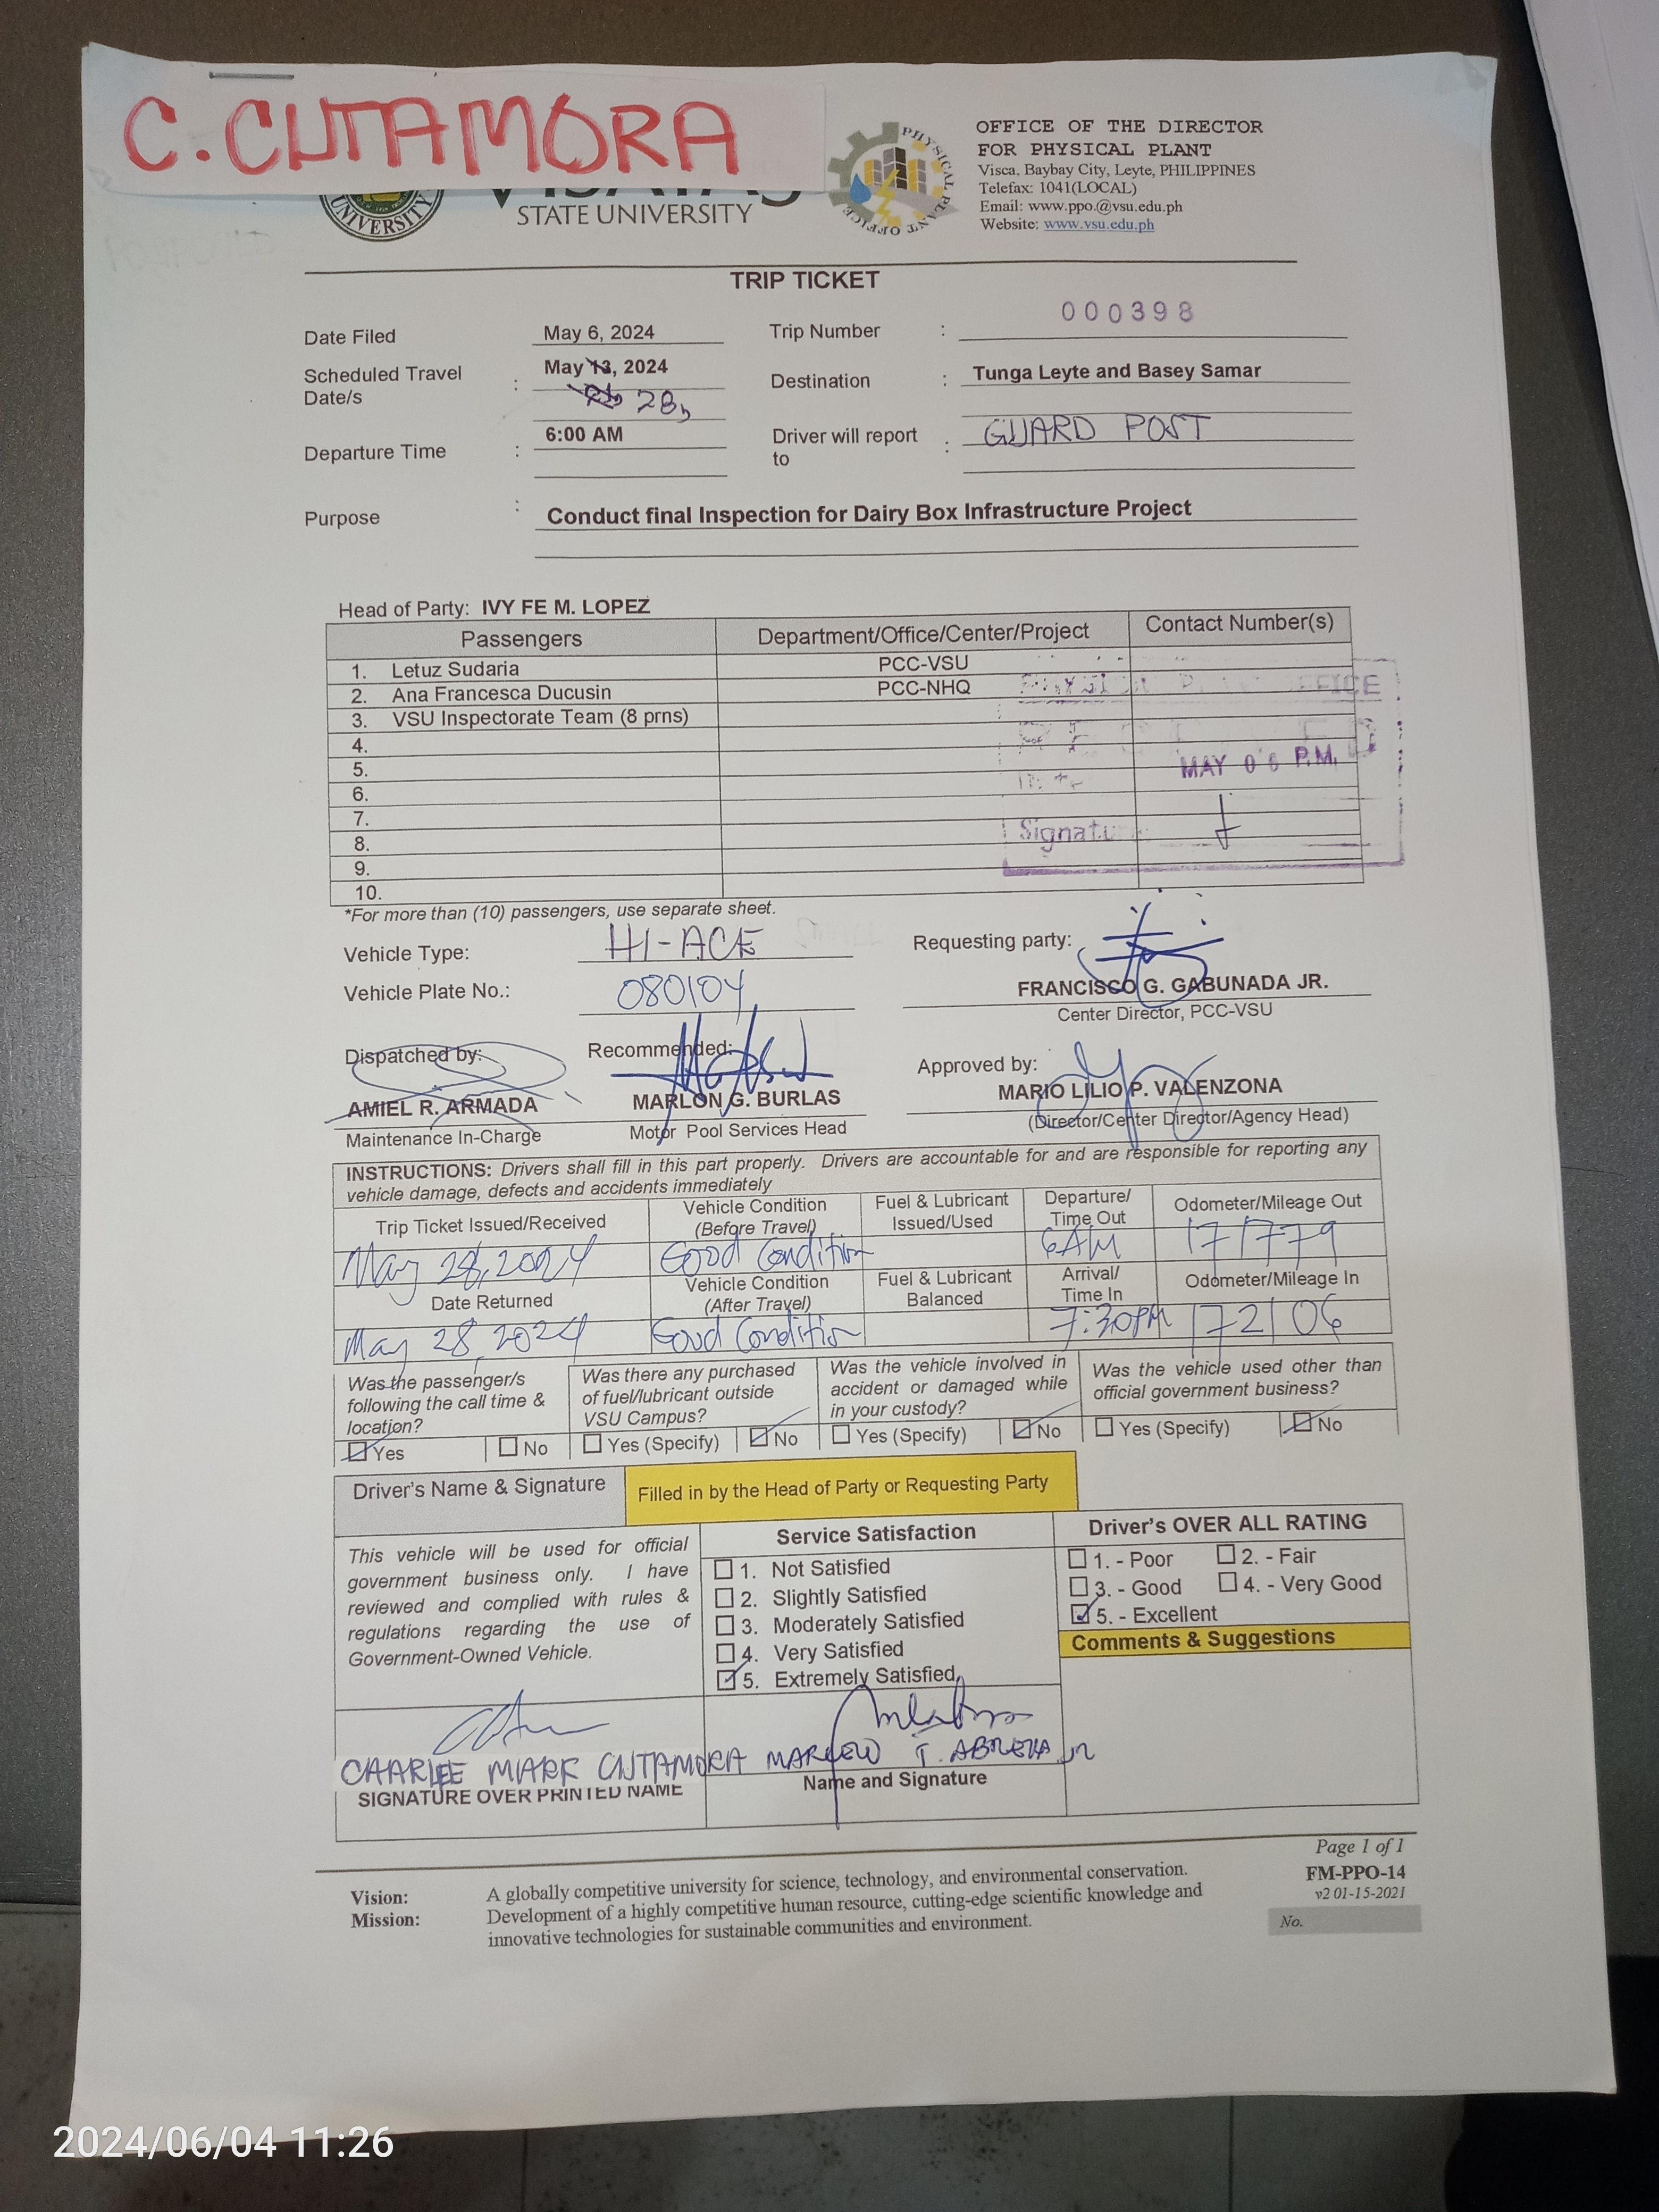 C. CUTAMORA
UNIVERSITY
STATE UNIVERSITY
PHYSICAL PLANT OFFICE
OFFICE OF THE DIRECTOR
FOR PHYSICAL PLANT
Visca, Baybay City, Leyte, PHILIPPINES
Telefax: 1041(LOCAL)
Email: www.ppo.@vsu.edu.ph
Website: www.vsu.edu.ph
TRIP TICKET
Date Filed May 6, 2024 Trip Number : 000398
Scheduled Travel Date/s : May 13, 2024 28, Destination : Tunga Leyte and Basey Samar
Departure Time : 6:00 AM Driver will report to : GUARD POST
Purpose : Conduct final Inspection for Dairy Box Infrastructure Project
Head of Party: IVY FE M. LOPEZ
Passengers Department/Office/Center/Project Contact Number(s)
1. Letuz Sudaria PCC-VSU
2. Ana Francesca Ducusin PCC-NHQ
3. VSU Inspectorate Team (8 prns)
4.
5.
6.
7.
8.
9.
10.
OFFICE
MAY 06 P.M.
Signatu
*For more than (10) passengers, use separate sheet.
Vehicle Type: HI-ACE Requesting party:
Vehicle Plate No.: 080104 FRANCISCO G. GABUNADA JR.
Center Director, PCC-VSU
Dispatched by: Recommended: Approved by:
AMIEL R. ARMADA MARLON G. BURLAS MARIO LILIO P. VALENZONA
Maintenance In-Charge Motor Pool Services Head (Director/Center Director/Agency Head)
INSTRUCTIONS: Drivers shall fill in this part properly. Drivers are accountable for and are responsible for reporting any
vehicle damage, defects and accidents immediately
Trip Ticket Issued/Received Vehicle Condition (Before Travel) Fuel & Lubricant Issued/Used Departure/ Time Out Odometer/Mileage Out
May 28, 2024 Good Condition 6AM 171779
Date Returned Vehicle Condition (After Travel) Fuel & Lubricant Balanced Arrival/ Time In Odometer/Mileage In
May 28, 2024 Good Condition 7:30PM 172106
Was the passenger/s following the call time & location? Was there any purchased of fuel/lubricant outside VSU Campus? Was the vehicle involved in accident or damaged while in your custody? Was the vehicle used other than official government business?
Yes No Yes (Specify) No Yes (Specify) No Yes (Specify) No
Driver's Name & Signature Filled in by the Head of Party or Requesting Party
This vehicle will be used for official
government business only. I have
reviewed and complied with rules &
regulations regarding the use of
Government-Owned Vehicle.
Service Satisfaction
1. Not Satisfied
2. Slightly Satisfied
3. Moderately Satisfied
4. Very Satisfied
5. Extremely Satisfied
Driver's OVER ALL RATING
1. - Poor 2. - Fair
3. - Good 4. - Very Good
5. - Excellent
Comments & Suggestions
CHARLEE MARK CUTAMORA
SIGNATURE OVER PRINTED NAME
T. ABRERA Jr
Name and Signature
Page 1 of 1
FM-PPO-14
v2 01-15-2021
No.
Vision: A globally competitive university for science, technology, and environmental conservation.
Mission: Development of a highly competitive human resource, cutting-edge scientific knowledge and
innovative technologies for sustainable communities and environment.
2024/06/04 11:26